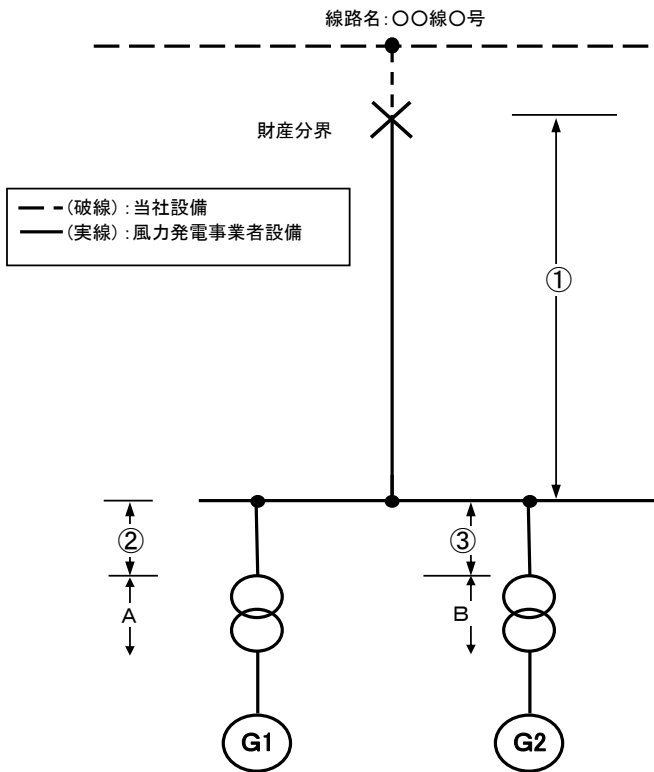 線路名：〇〇線〇号
財産分界
(破線)：当社設備
(実線)：風力発電事業者設備
①
②
③
A
B
G1
G2